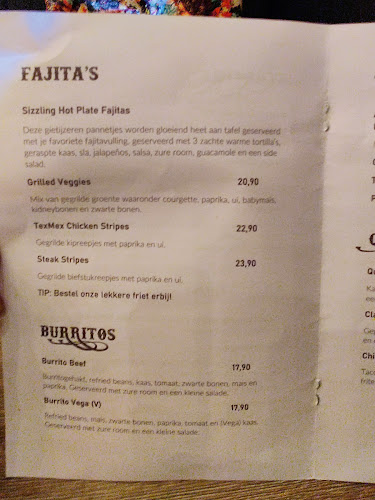 FAJITA'S
Sizzling Hot Plate Fajitas
Deze gietijzeren pannetjes worden gloeiend heet aan tafel geserveerd
met je favoriete fajitavulling, geserveerd met 3 zachte warme tortilla's,
geraspte kaas, sla, jalapeños, salsa, zure room, guacamole en een side
salad.
Grilled Veggies 20,90
Mix van gegrilde groente waaronder courgette, paprika, ui, babymais,
kidneybonen en zwarte bonen.
TexMex Chicken Stripes 22,90
Gegrilde kipreepjes met paprika en ui.
Steak Stripes 23,90
Gegrilde biefstukreepjes met paprika en ui.
TIP: Bestel onze lekkere friet erbij!
BURRITOS
Burrito Beef 17,90
Burritogehakt, refried beans, kaas, tomaat, zwarte bonen, mais en
paprika. Geserveerd met zure room en een kleine salade.
Burrito Vega (V) 17,90
Refried beans, mais, zwarte bonen, paprika, tomaat en (Vega) kaas.
Geserveerd met zure room en een kleine salade.